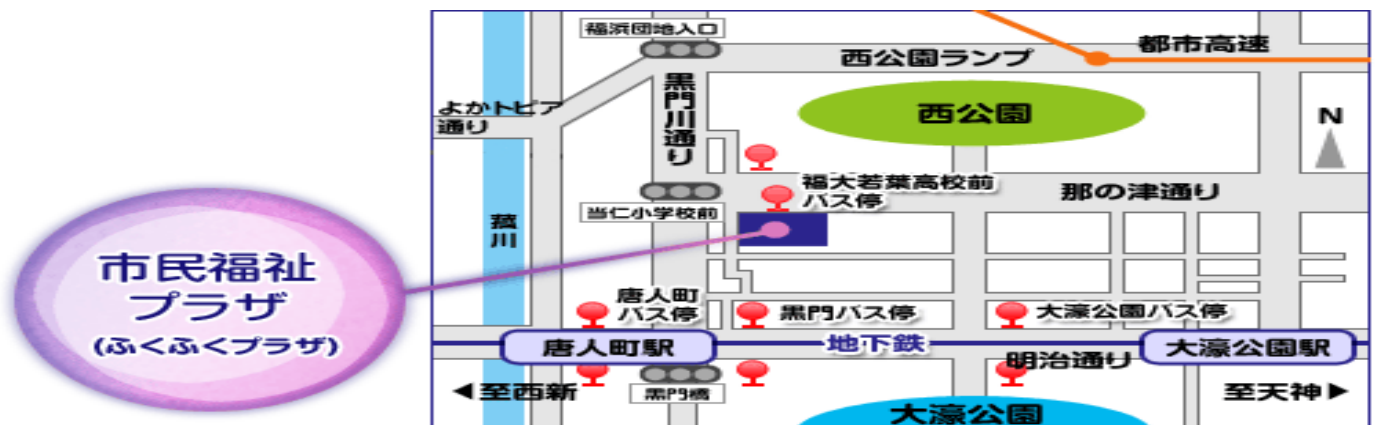 市民福祉
プラザ
(ふくふくプラザ)
福浜団地入口
都市高速
西公園ランプ
よかトピア
通り
黒門川通り
西公園
N
福大若葉高校前
バス停
那の津通り
当仁小学校前
菰川
唐人町
バス停
黒門バス停
大濠公園バス停
唐人町駅
地下鉄
明治通り
大濠公園駅
◀至西新
黒門橋
至天神▶
大濠公園